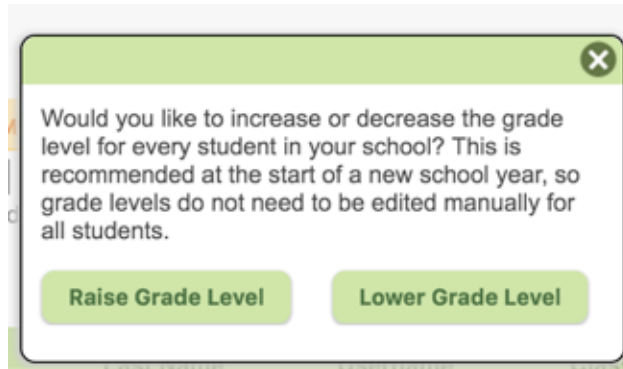 Would you like to increase or decrease the grade
level for every student in your school? This is
recommended at the start of a new school year, so
grade levels do not need to be edited manually for
all students.
Raise Grade Level
Lower Grade Level